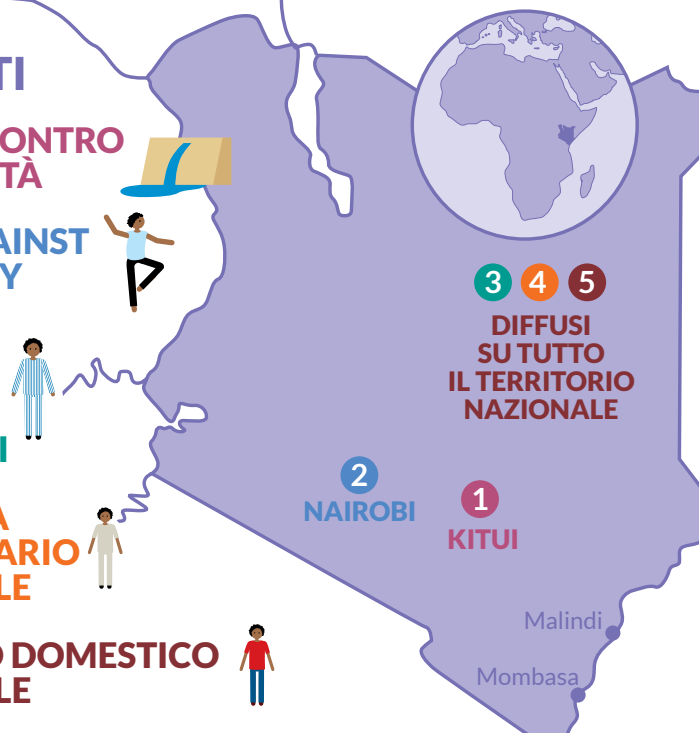 TI
ONTRO
TÀ
AINST
Y
I
A
ARIO
LE
O DOMESTICO
LE
3 4 5
DIFFUSI
SU TUTTO
IL TERRITORIO
NAZIONALE
2
NAIROBI
1
KITUI
Malindi
Mombasa